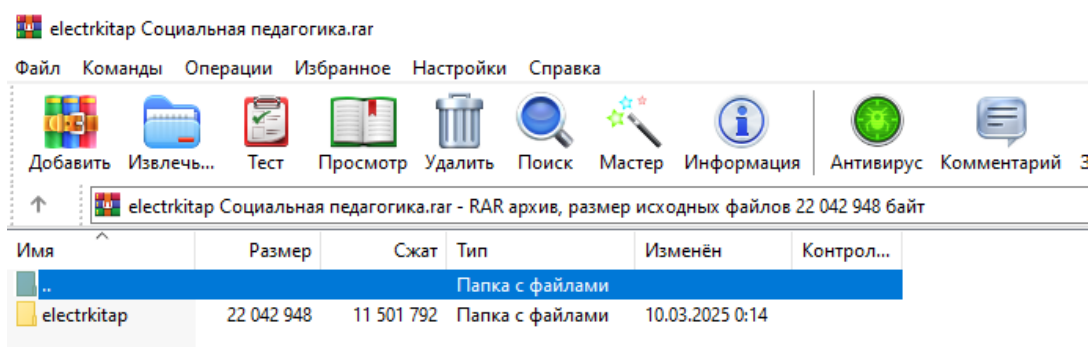 electrkitap Социальная педагогика.rar
Файл Команды Операции Избранное Настройки Справка
Добавить Извлечь... Тест Просмотр Удалить Поиск Мастер Информация Антивирус Комментарий
electrkitap Социальная педагогика.rar - RAR архив, размер исходных файлов 22 042 948 байт
Имя Размер Сжат Тип Изменён Контрол...
.. Папка с файлами
electrkitap 22 042 948 11 501 792 Папка с файлами 10.03.2025 0:14